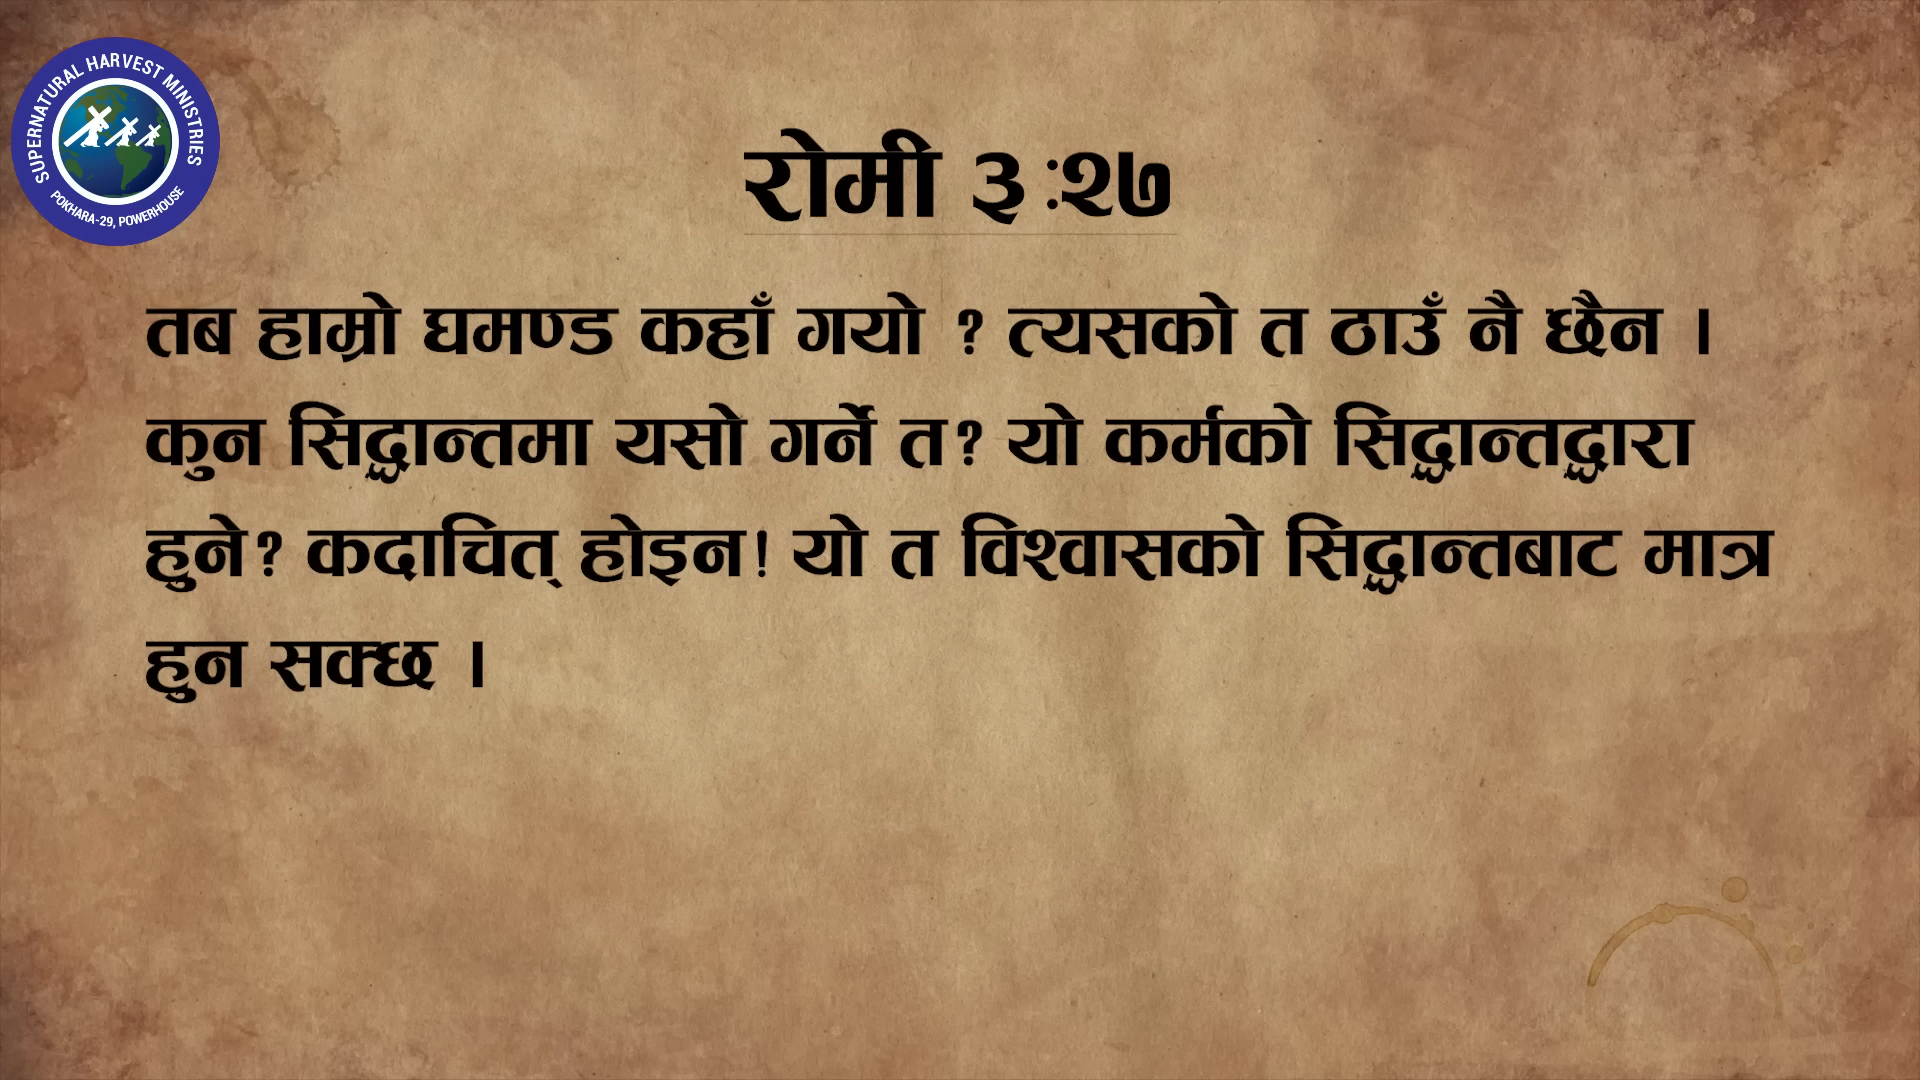 SUPERNATURAL HARVEST MINISTRIES
POKHARA-29, POWERHOUSE
रोमी ३ :२७
तब हाम्रो घमण्ड कहाँ गयो ? त्यसको त ठाउँ नै छैन ।
कुन सिद्धान्तमा यसो गर्ने त? यो कर्मको सिद्धान्तद्वारा
हुने? कदाचित् होइन! यो त विश्वासको सिद्धान्तबाट मात्र
हुन सक्छ ।